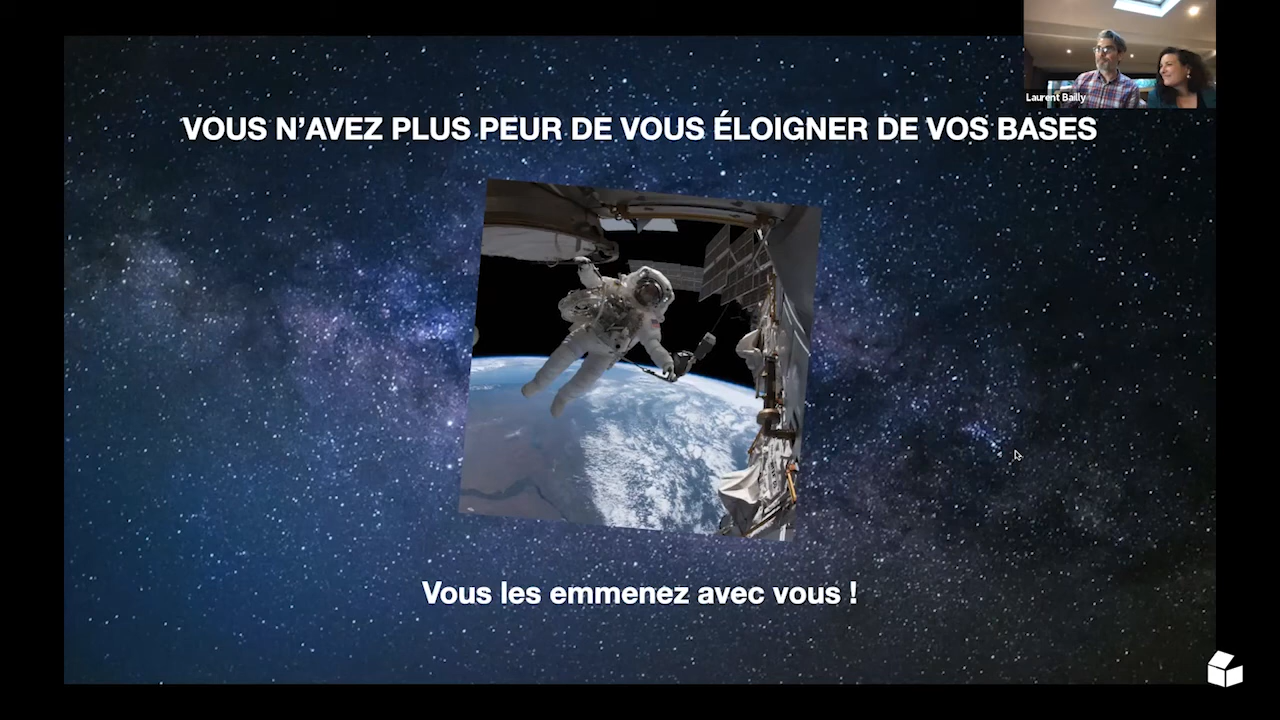 Laurent Bailly
VOUS N'AVEZ PLUS PEUR DE VOUS ÉLOIGNER DE VOS BASES
Vous les emmenez avec vous !